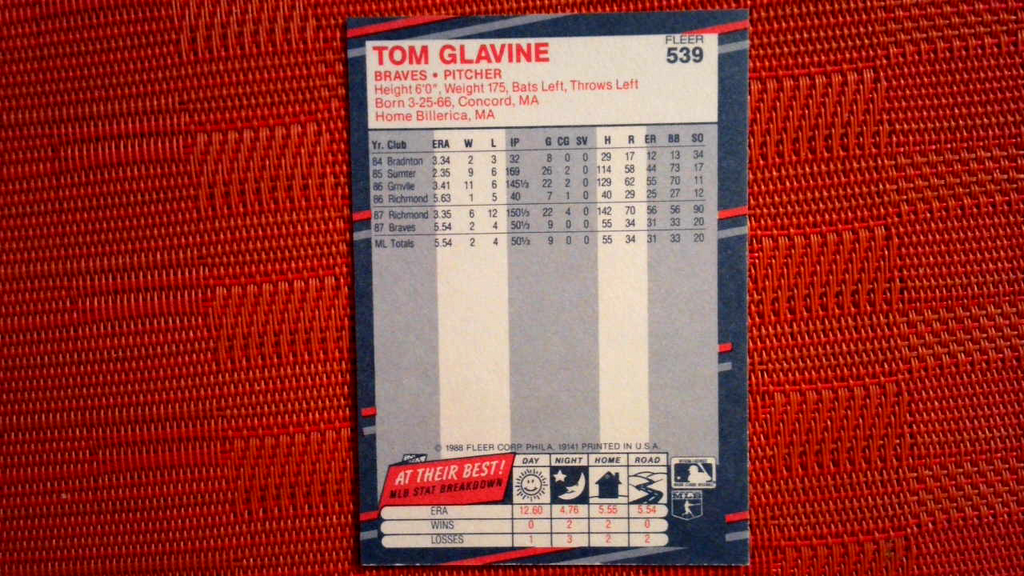 TOM GLAVINE
FLEER
539
BRAVES • PITCHER
Height 6'0", Weight 175, Bats Left, Throws Left
Born 3-25-66, Concord, MA
Home Billerica, MA
Yr. Club ERA W L IP G CG SV H R ER BB SO
84 Bradnton 3.34 2 3 32 8 0 0 29 17 12 13 34
85 Sumter 2.35 9 6 169 26 2 0 114 58 44 73 17
86 Grnvlle 3.41 11 6 145⅓ 22 2 0 129 62 55 70 11
86 Richmond 5.63 1 5 40 7 1 0 40 29 25 27 12
87 Richmond 3.35 6 12 150⅓ 22 4 0 142 70 56 56 90
87 Braves 5.54 2 4 50⅓ 9 0 0 55 34 31 33 20
ML Totals 5.54 2 4 50⅓ 9 0 0 55 34 31 33 20
© 1988 FLEER CORP. PHILA. 19141 PRINTED IN U.S.A.
AT THEIR BEST!
MLB STAT BREAKDOWN
DAY NIGHT HOME ROAD
ERA 12.60 4.76 5.55 5.54
WINS 0 2 2 0
LOSSES 1 3 2 2
MLB